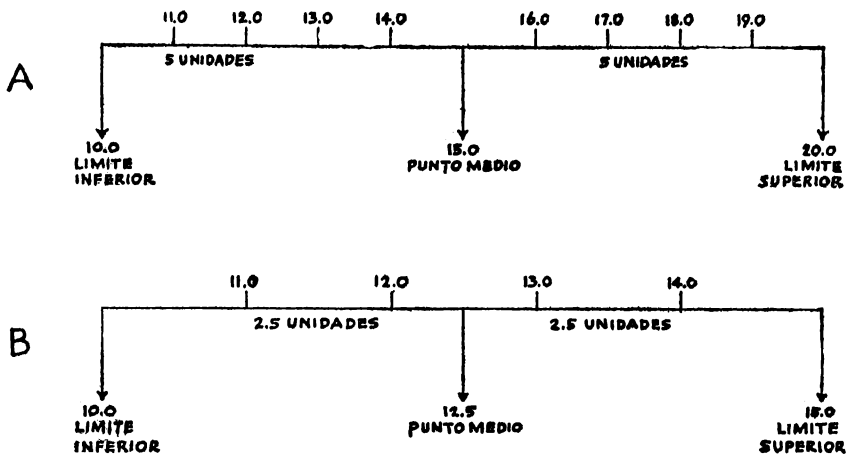 11.0 12.0 13.0 14.0 16.0 17.0 18.0 19.0
5 UNIDADES 5 UNIDADES
A
10.0 15.0 20.0
LIMITE PUNTO MEDIO LIMITE
INFERIOR SUPERIOR
11.0 12.0 13.0 14.0
2.5 UNIDADES 2.5 UNIDADES
B
10.0 12.5 15.0
LIMITE PUNTO MEDIO LIMITE
INFERIOR SUPERIOR